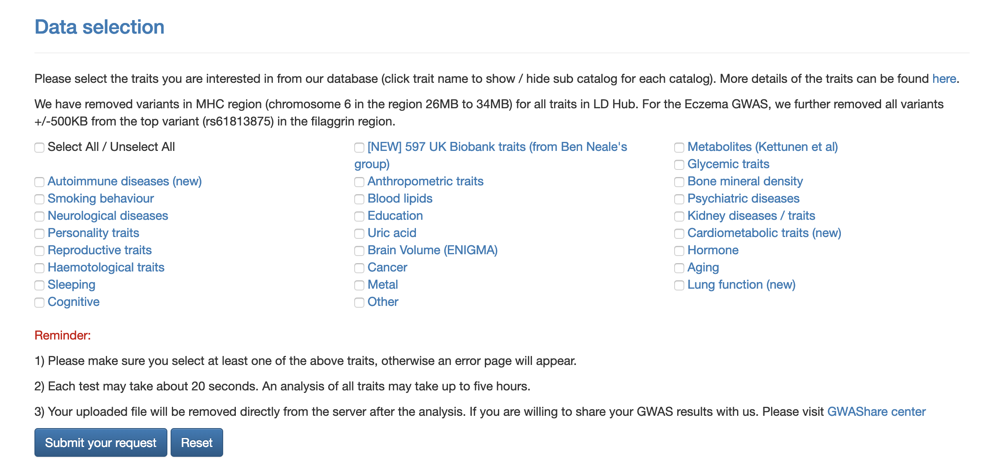 Data selection
Please select the traits you are interested in from our database (click trait name to show / hide sub catalog for each catalog). More details of the traits can be found here.
We have removed variants in MHC region (chromosome 6 in the region 26MB to 34MB) for all traits in LD Hub. For the Eczema GWAS, we further removed all variants
+/-500KB from the top variant (rs61813875) in the filaggrin region.
Select All / Unselect All
Autoimmune diseases (new)
Smoking behaviour
Neurological diseases
Personality traits
Reproductive traits
Haemotological traits
Sleeping
Cognitive
[NEW] 597 UK Biobank traits (from Ben Neale's
group)
Anthropometric traits
Blood lipids
Education
Uric acid
Brain Volume (ENIGMA)
Cancer
Metal
Other
Metabolites (Kettunen et al)
Glycemic traits
Bone mineral density
Psychiatric diseases
Kidney diseases / traits
Cardiometabolic traits (new)
Hormone
Aging
Lung function (new)
Reminder:
1) Please make sure you select at least one of the above traits, otherwise an error page will appear.
2) Each test may take about 20 seconds. An analysis of all traits may take up to five hours.
3) Your uploaded file will be removed directly from the server after the analysis. If you are willing to share your GWAS results with us. Please visit GWAShare center
Submit your request
Reset